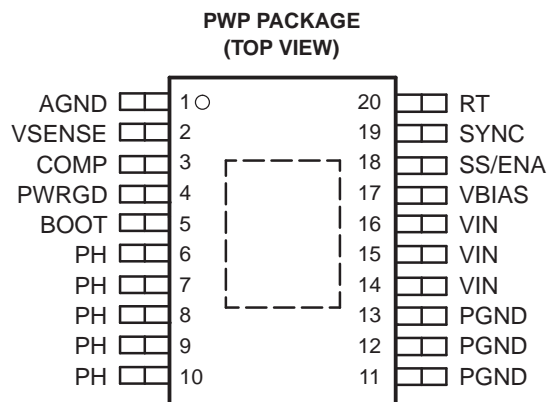 PWP PACKAGE
(TOP VIEW)
AGND 1 20 RT
VSENSE 2 19 SYNC
COMP 3 18 SS/ENA
PWRGD 4 17 VBIAS
BOOT 5 16 VIN
PH 6 15 VIN
PH 7 14 VIN
PH 8 13 PGND
PH 9 12 PGND
PH 10 11 PGND